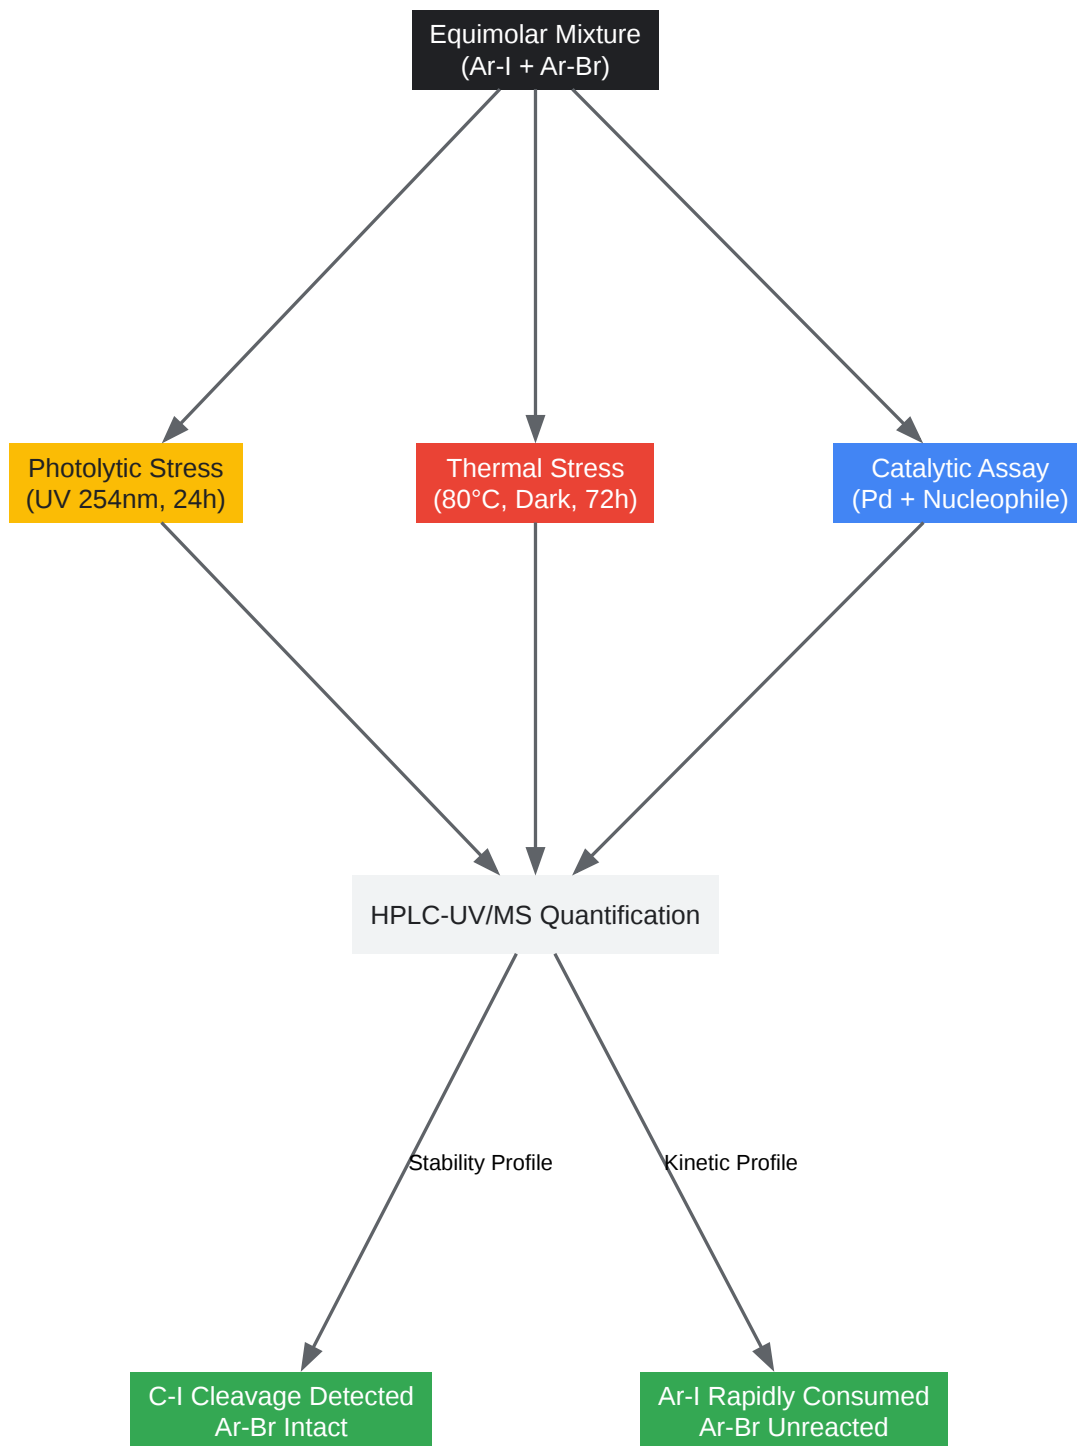 Equimolar Mixture
(Ar-I + Ar-Br)
Photolytic Stress
(UV 254nm, 24h)
Thermal Stress
(80°C, Dark, 72h)
Catalytic Assay
(Pd + Nucleophile)
HPLC-UV/MS Quantification
Stability Profile
Kinetic Profile
C-I Cleavage Detected
Ar-Br Intact
Ar-I Rapidly Consumed
Ar-Br Unreacted